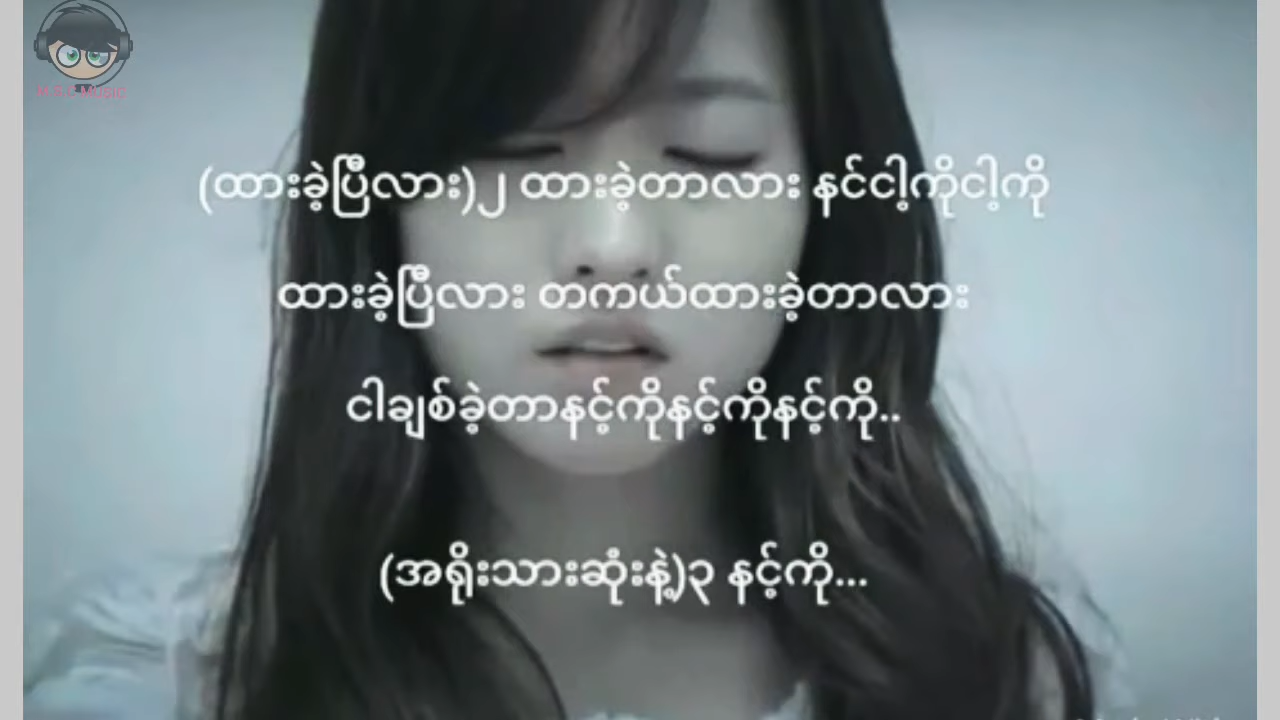 N.S.C MUSIC
(ထားခဲ့ပြီလား)၂ ထားခဲ့တာလား နင်ငါ့ကိုငါ့ကို
ထားခဲ့ပြီလား တကယ်ထားခဲ့တာလား
ငါချစ်ခဲ့တာနင့်ကိုနင့်ကိုနင့်ကို..
(အရိုးသားဆုံးနဲ့)၃ နင့်ကို...